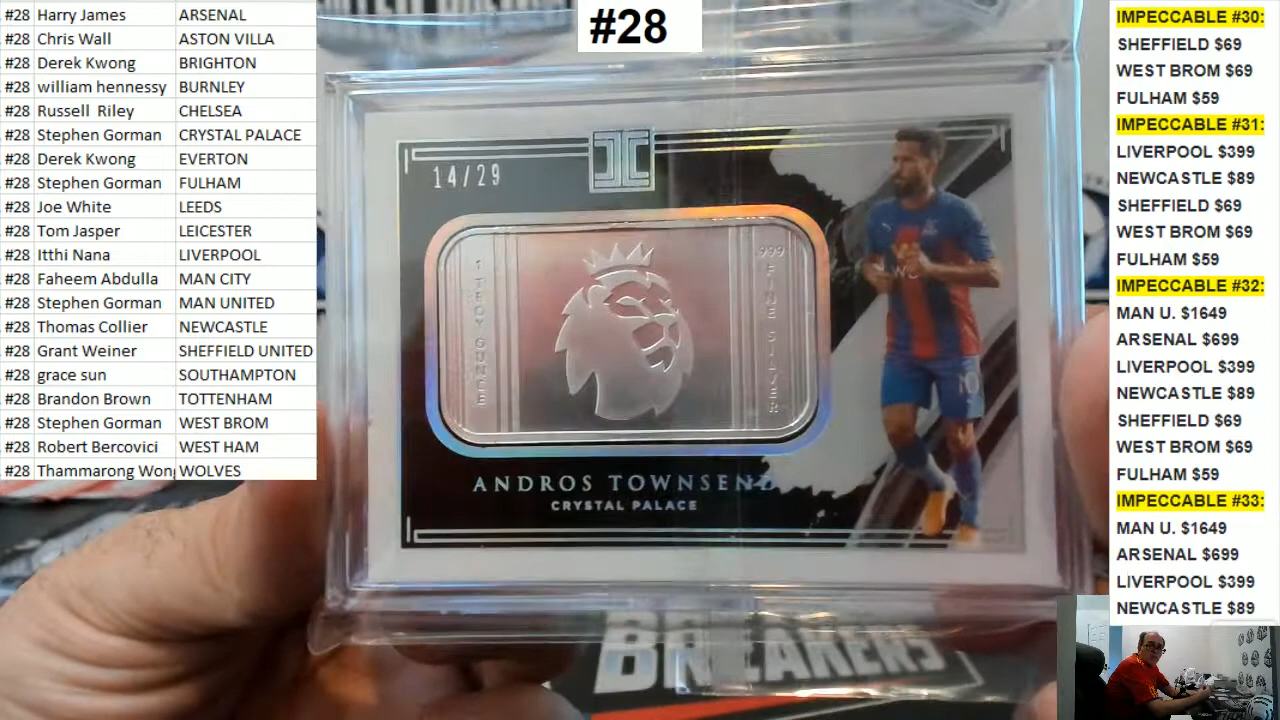 #28 Harry James ARSENAL
#28 Chris Wall ASTON VILLA
#28 Derek Kwong BRIGHTON
#28 william hennessy BURNLEY
#28 Russell Riley CHELSEA
#28 Stephen Gorman CRYSTAL PALACE
#28 Derek Kwong EVERTON
#28 Stephen Gorman FULHAM
#28 Joe White LEEDS
#28 Tom Jasper LEICESTER
#28 Itthi Nana LIVERPOOL
#28 Faheem Abdulla MAN CITY
#28 Stephen Gorman MAN UNITED
#28 Thomas Collier NEWCASTLE
#28 Grant Weiner SHEFFIELD UNITED
#28 grace sun SOUTHAMPTON
#28 Brandon Brown TOTTENHAM
#28 Stephen Gorman WEST BROM
#28 Robert Bercovici WEST HAM
#28 Thammarong Wong WOLVES
#28
14/29
1 TROY OUNCE
999 FINE SILVER
ANDROS TOWNSEND
CRYSTAL PALACE
BREAKERS
IMPECCABLE #30:
SHEFFIELD $69
WEST BROM $69
FULHAM $59
IMPECCABLE #31:
LIVERPOOL $399
NEWCASTLE $89
SHEFFIELD $69
WEST BROM $69
FULHAM $59
IMPECCABLE #32:
MAN U. $1649
ARSENAL $699
LIVERPOOL $399
NEWCASTLE $89
SHEFFIELD $69
WEST BROM $69
FULHAM $59
IMPECCABLE #33:
MAN U. $1649
ARSENAL $699
LIVERPOOL $399
NEWCASTLE $89